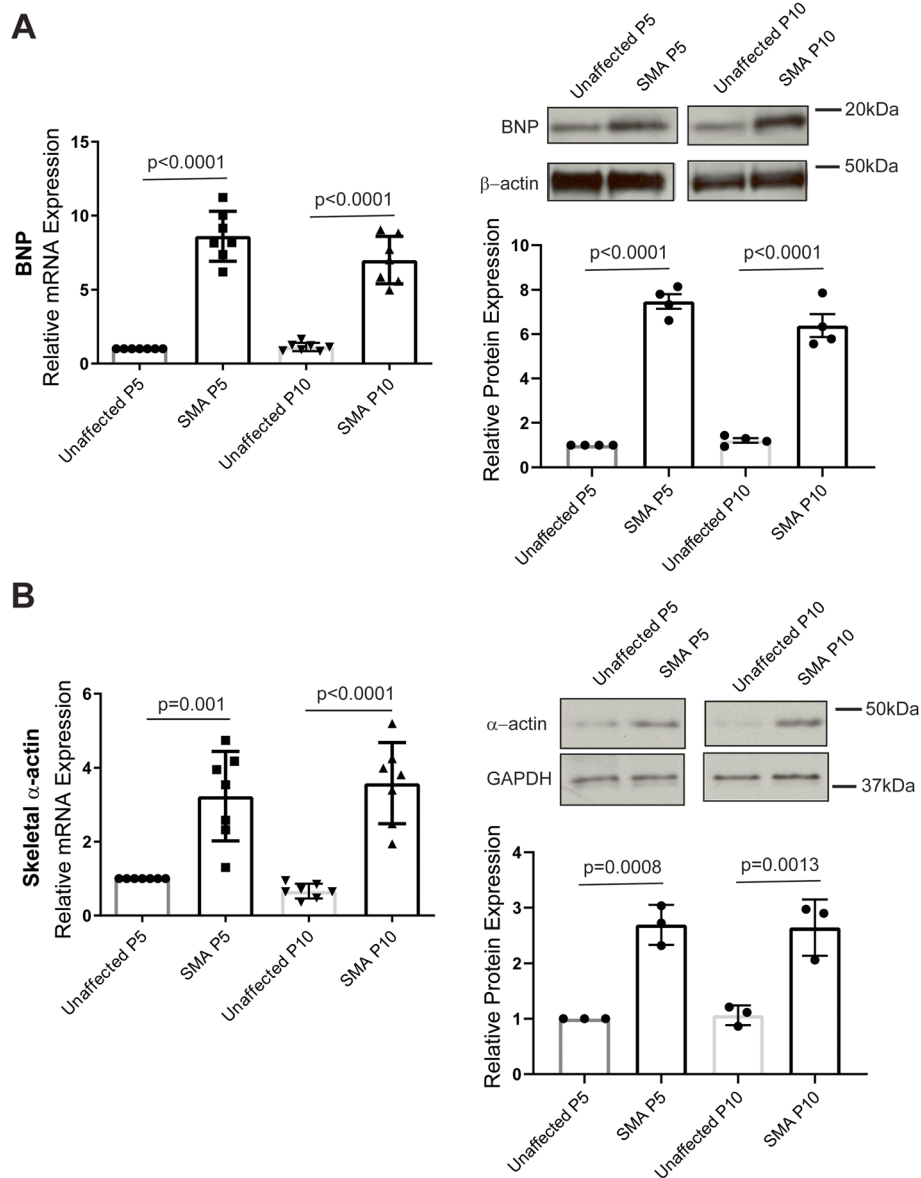 A
BNP
Relative mRNA Expression
15
10
5
0
p<0.0001
p<0.0001
Unaffected P5
SMA P5
Unaffected P10
SMA P10
Unaffected P5
SMA P5
Unaffected P10
SMA P10
BNP
20kDa
β–actin
50kDa
Relative Protein Expression
10
8
6
4
2
0
p<0.0001
p<0.0001
Unaffected P5
SMA P5
Unaffected P10
SMA P10
B
Skeletal α-actin
Relative mRNA Expression
6
4
2
0
p=0.001
p<0.0001
Unaffected P5
SMA P5
Unaffected P10
SMA P10
Unaffected P5
SMA P5
Unaffected P10
SMA P10
α–actin
50kDa
GAPDH
37kDa
Relative Protein Expression
4
3
2
1
0
p=0.0008
p=0.0013
Unaffected P5
SMA P5
Unaffected P10
SMA P10